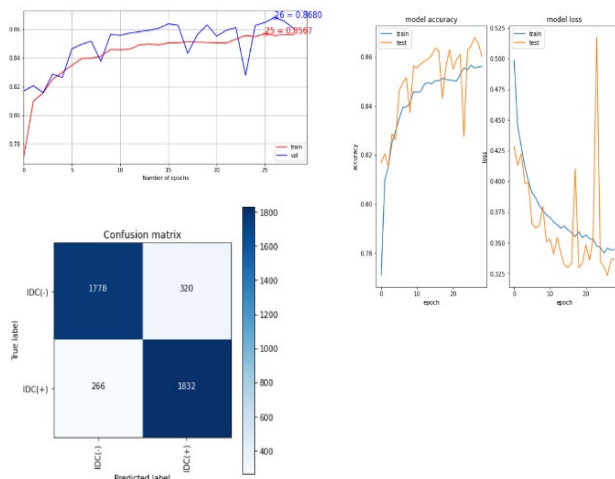 26 = 0.8680
25 = 0.8567
0.86
0.84
0.82
0.80
0.78
0 5 10 15 20 25
Number of epochs
train
val
model accuracy
train
test
0.86
0.84
0.82
0.80
0.78
accuracy
0 10 20
epoch
model loss
train
test
0.500
0.475
0.450
0.425
0.400
0.375
0.350
0.325
loss
0 10 20
epoch
Confusion matrix
IDC(-)
1778 320
IDC(+)
266 1832
True label
IDC(-)
IDC(+)
Predicted label
1800
1600
1400
1200
1000
800
600
400